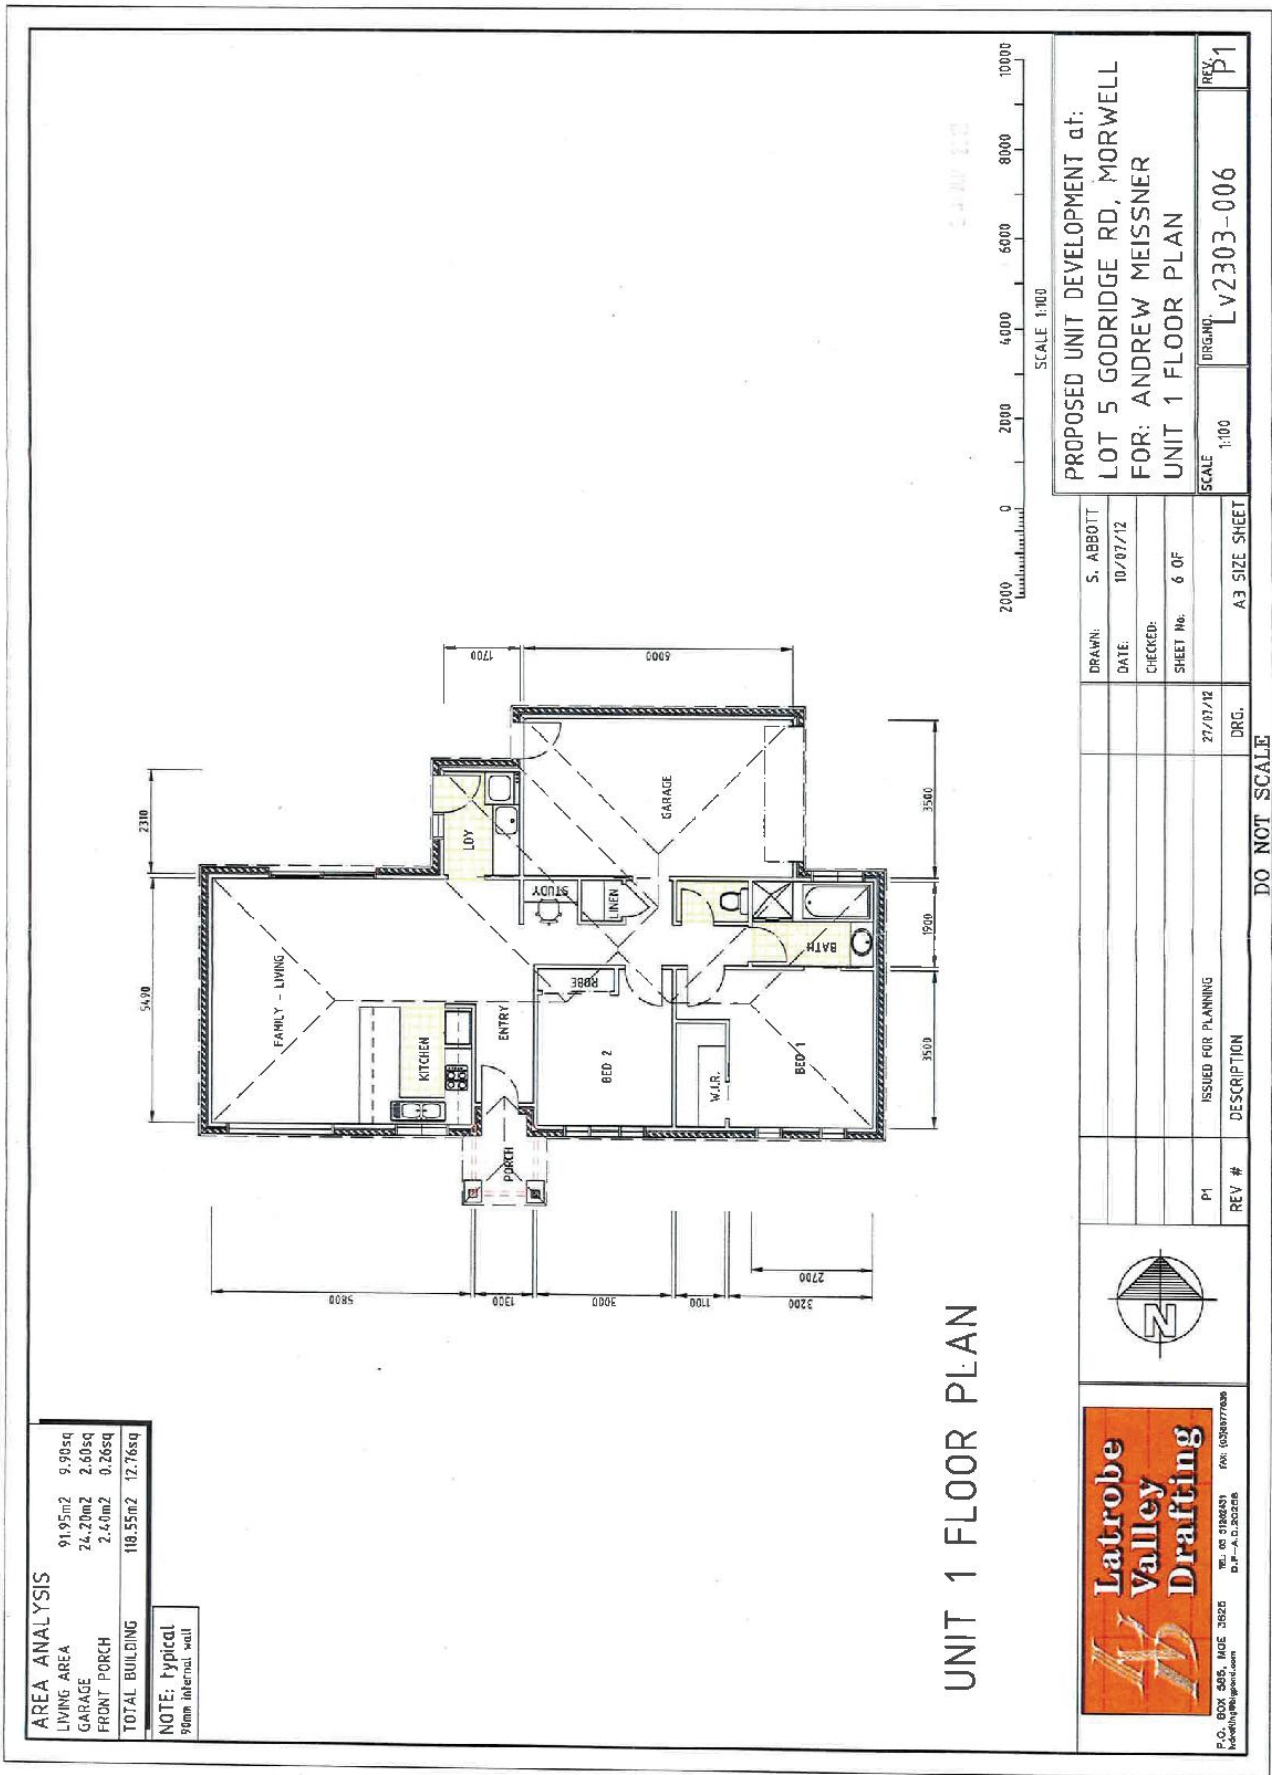 AREA ANALYSIS
LIVING AREA 91.95m2 9.90sq
GARAGE 24.20m2 2.60sq
FRONT PORCH 2.40m2 0.26sq
TOTAL BUILDING 118.55m2 12.76sq
NOTE: typical
90mm internal wall
5490
2310
FAMILY - LIVING
KITCHEN
ENTRY
PORCH
LDY
STUDY
LINEN
ROBE
BED 2
W.I.R.
BED 1
BATH
GARAGE
1700
6000
5800
1300
3000
1100
3200
2700
3500
1900
3500
UNIT 1 FLOOR PLAN
2000 0 2000 4000 6000 8000 10000
SCALE 1:100
Latrobe
Valley
Drafting
P.O. BOX 585, MOE 3825
N
P1 ISSUED FOR PLANNING 27/07/12
REV # DESCRIPTION DRG.
DRAWN: S. ABBOTT
DATE: 10/07/12
CHECKED:
SHEET No: 6 OF
A3 SIZE SHEET
PROPOSED UNIT DEVELOPMENT at:
LOT 5 GODRIDGE RD, MORWELL
FOR: ANDREW MEISSNER
UNIT 1 FLOOR PLAN
SCALE 1:100
DRG.NO. Lv2303-006
REV. P1
DO NOT SCALE